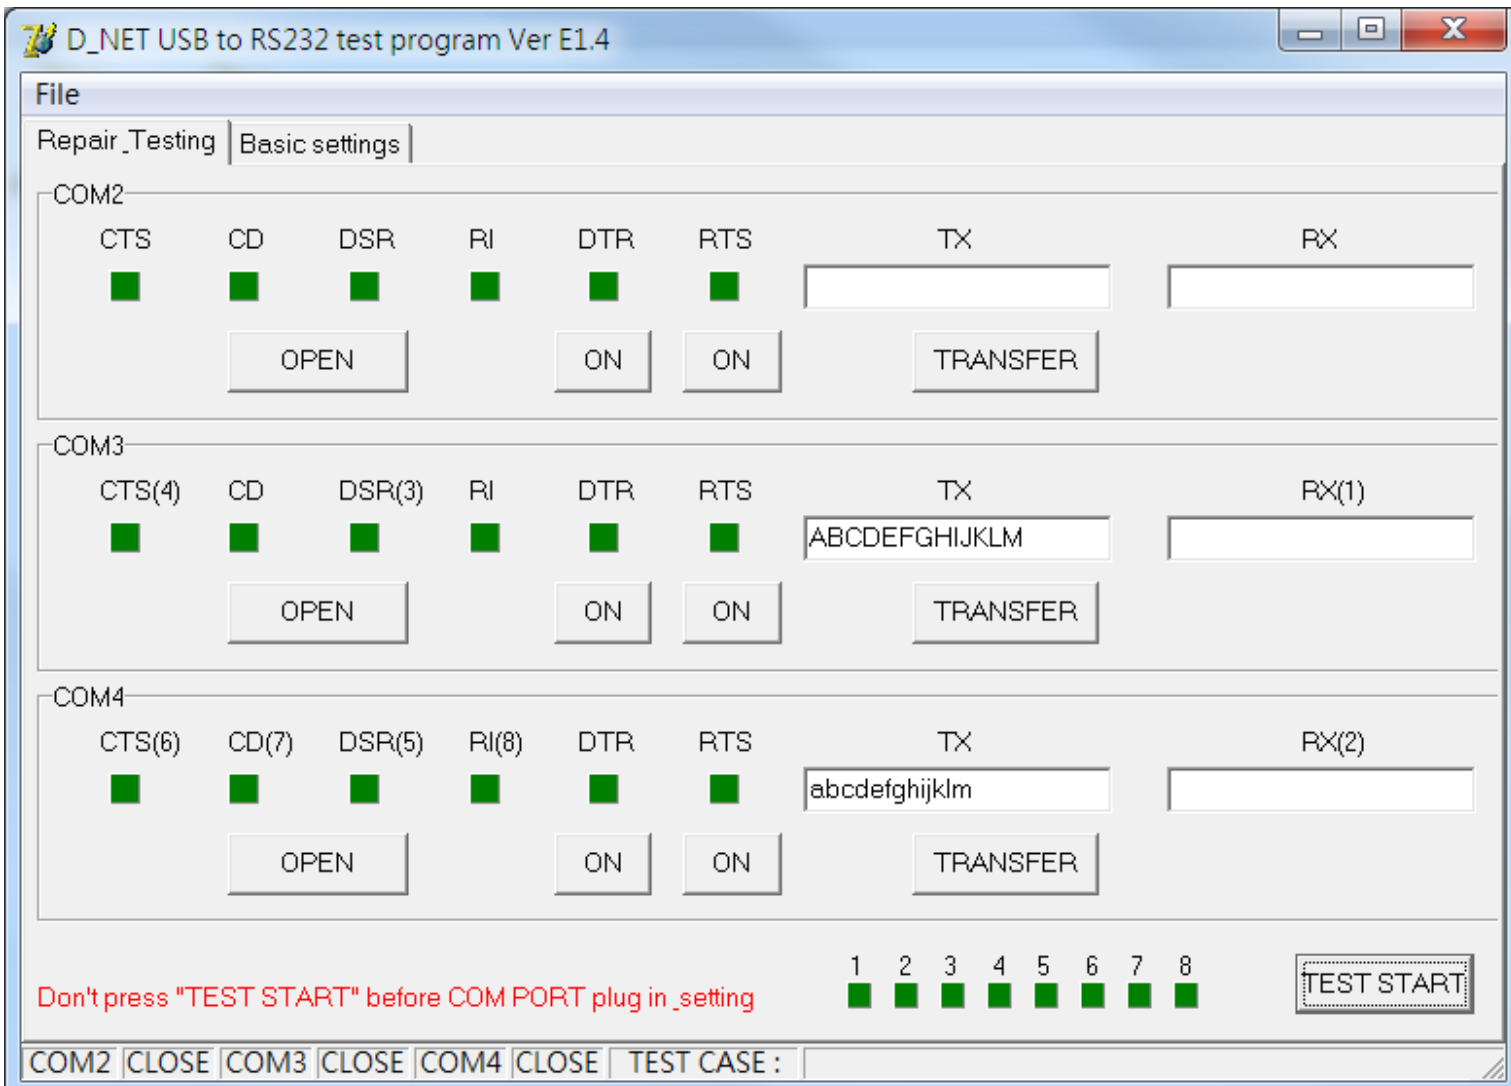 D_NET USB to RS232 test program Ver E1.4
File
Repair_Testing Basic settings
COM2
CTS CD DSR RI DTR RTS TX RX
OPEN ON ON TRANSFER
COM3
CTS(4) CD DSR(3) RI DTR RTS TX RX(1)
ABCDEFGHIJKLM
OPEN ON ON TRANSFER
COM4
CTS(6) CD(7) DSR(5) RI(8) DTR RTS TX RX(2)
abcdefghijklm
OPEN ON ON TRANSFER
1 2 3 4 5 6 7 8
Don't press "TEST START" before COM PORT plug in_setting TEST START
COM2 CLOSE COM3 CLOSE COM4 CLOSE TEST CASE :